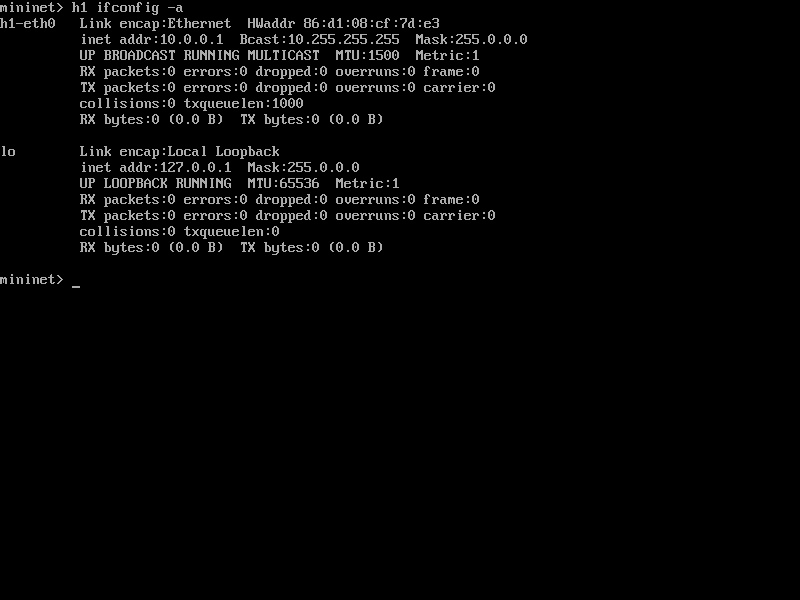 mininet> h1 ifconfig -a
h1-eth0   Link encap:Ethernet  HWaddr 86:d1:08:cf:7d:e3
          inet addr:10.0.0.1  Bcast:10.255.255.255  Mask:255.0.0.0
          UP BROADCAST RUNNING MULTICAST  MTU:1500  Metric:1
          RX packets:0 errors:0 dropped:0 overruns:0 frame:0
          TX packets:0 errors:0 dropped:0 overruns:0 carrier:0
          collisions:0 txqueuelen:1000
          RX bytes:0 (0.0 B)  TX bytes:0 (0.0 B)

lo        Link encap:Local Loopback
          inet addr:127.0.0.1  Mask:255.0.0.0
          UP LOOPBACK RUNNING  MTU:65536  Metric:1
          RX packets:0 errors:0 dropped:0 overruns:0 frame:0
          TX packets:0 errors:0 dropped:0 overruns:0 carrier:0
          collisions:0 txqueuelen:0
          RX bytes:0 (0.0 B)  TX bytes:0 (0.0 B)

mininet> _